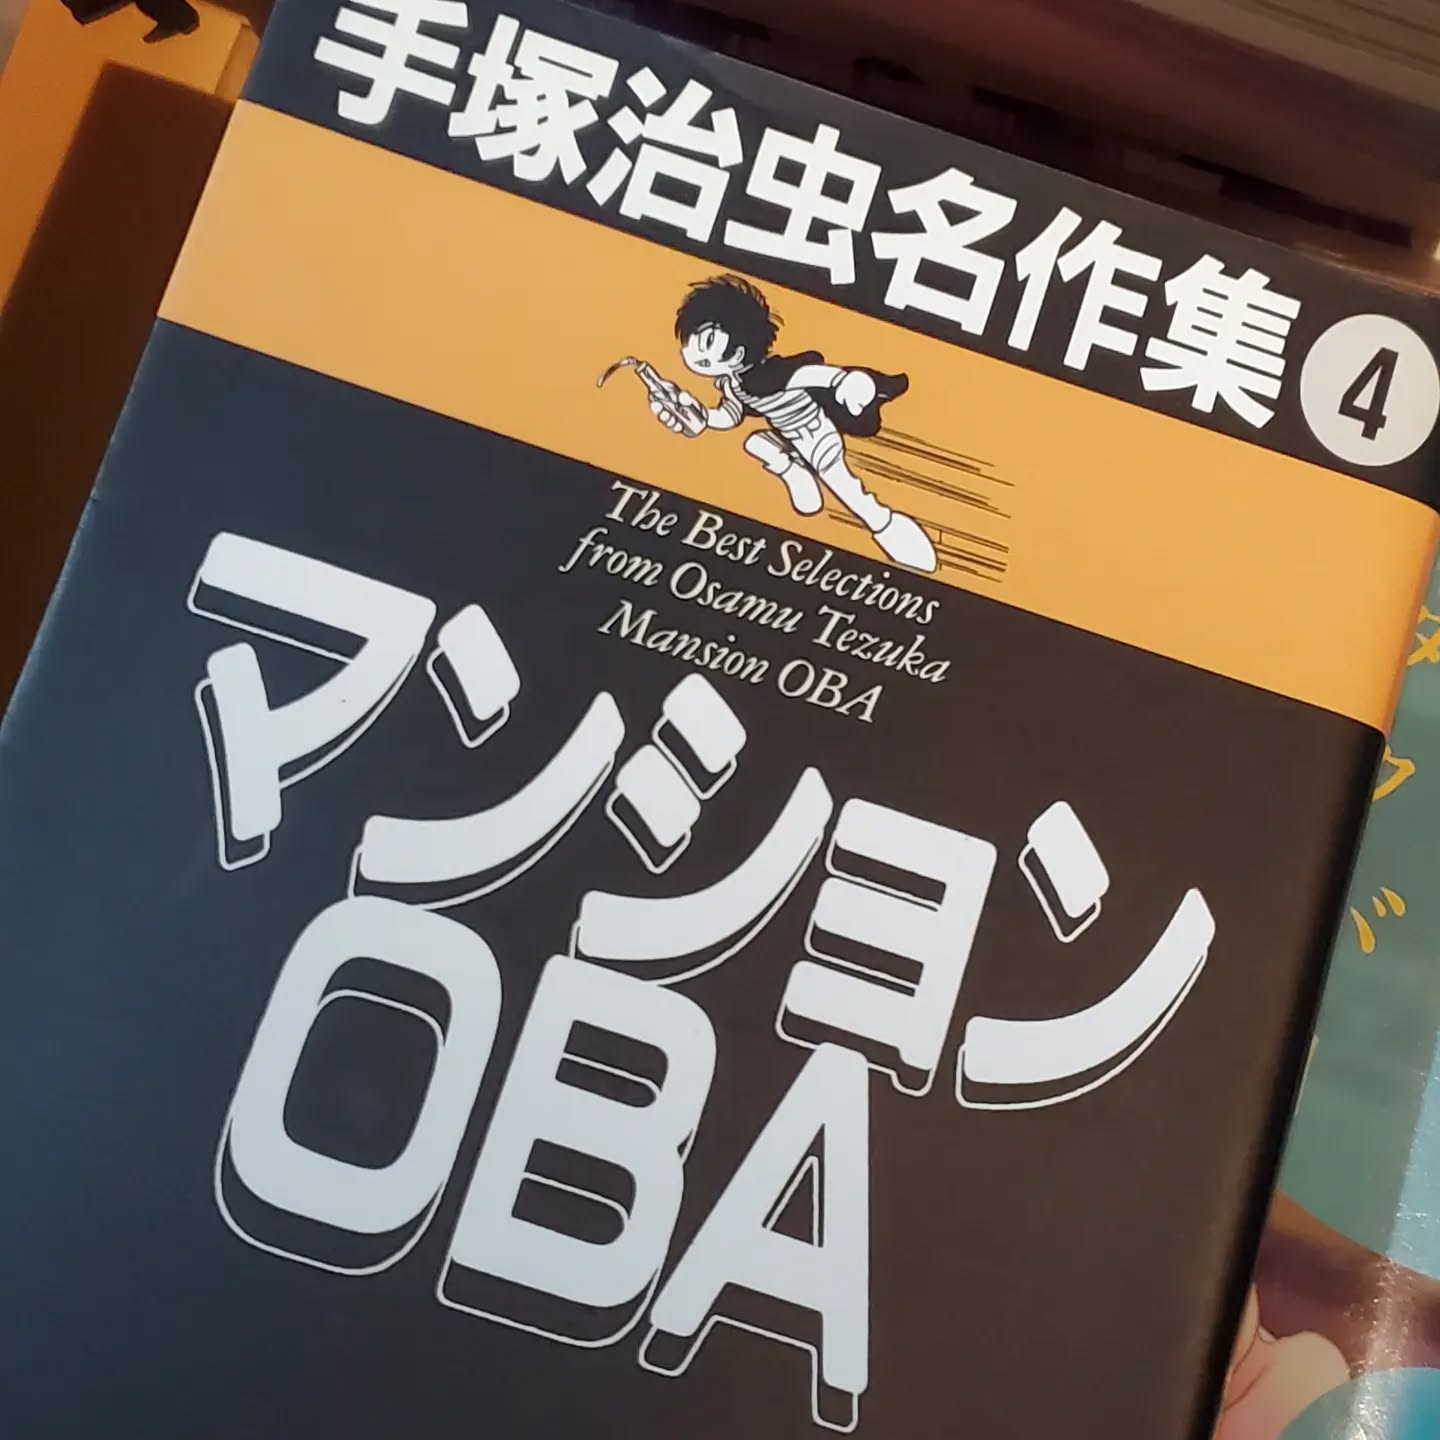 手塚治虫名作集4
The Best Selections
from Osamu Tezuka
Mansion OBA
マンション
OBA